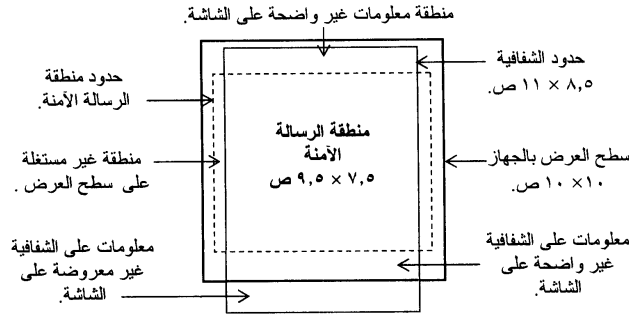 منطقة معلومات غير واضحة على الشاشة.
حدود الشفافية
٨,٥ × ١١ ص.
حدود منطقة
الرسالة الآمنة.
منطقة الرسالة
الآمنة
٧,٥ × ٩,٥ ص
سطح العرض بالجهاز
١٠× ١٠ ص.
منطقة غير مستغلة
على سطح العرض .
معلومات على الشفافية
غير واضحة على
الشاشة.
معلومات على الشفافية
غير معروضة على
الشاشة.